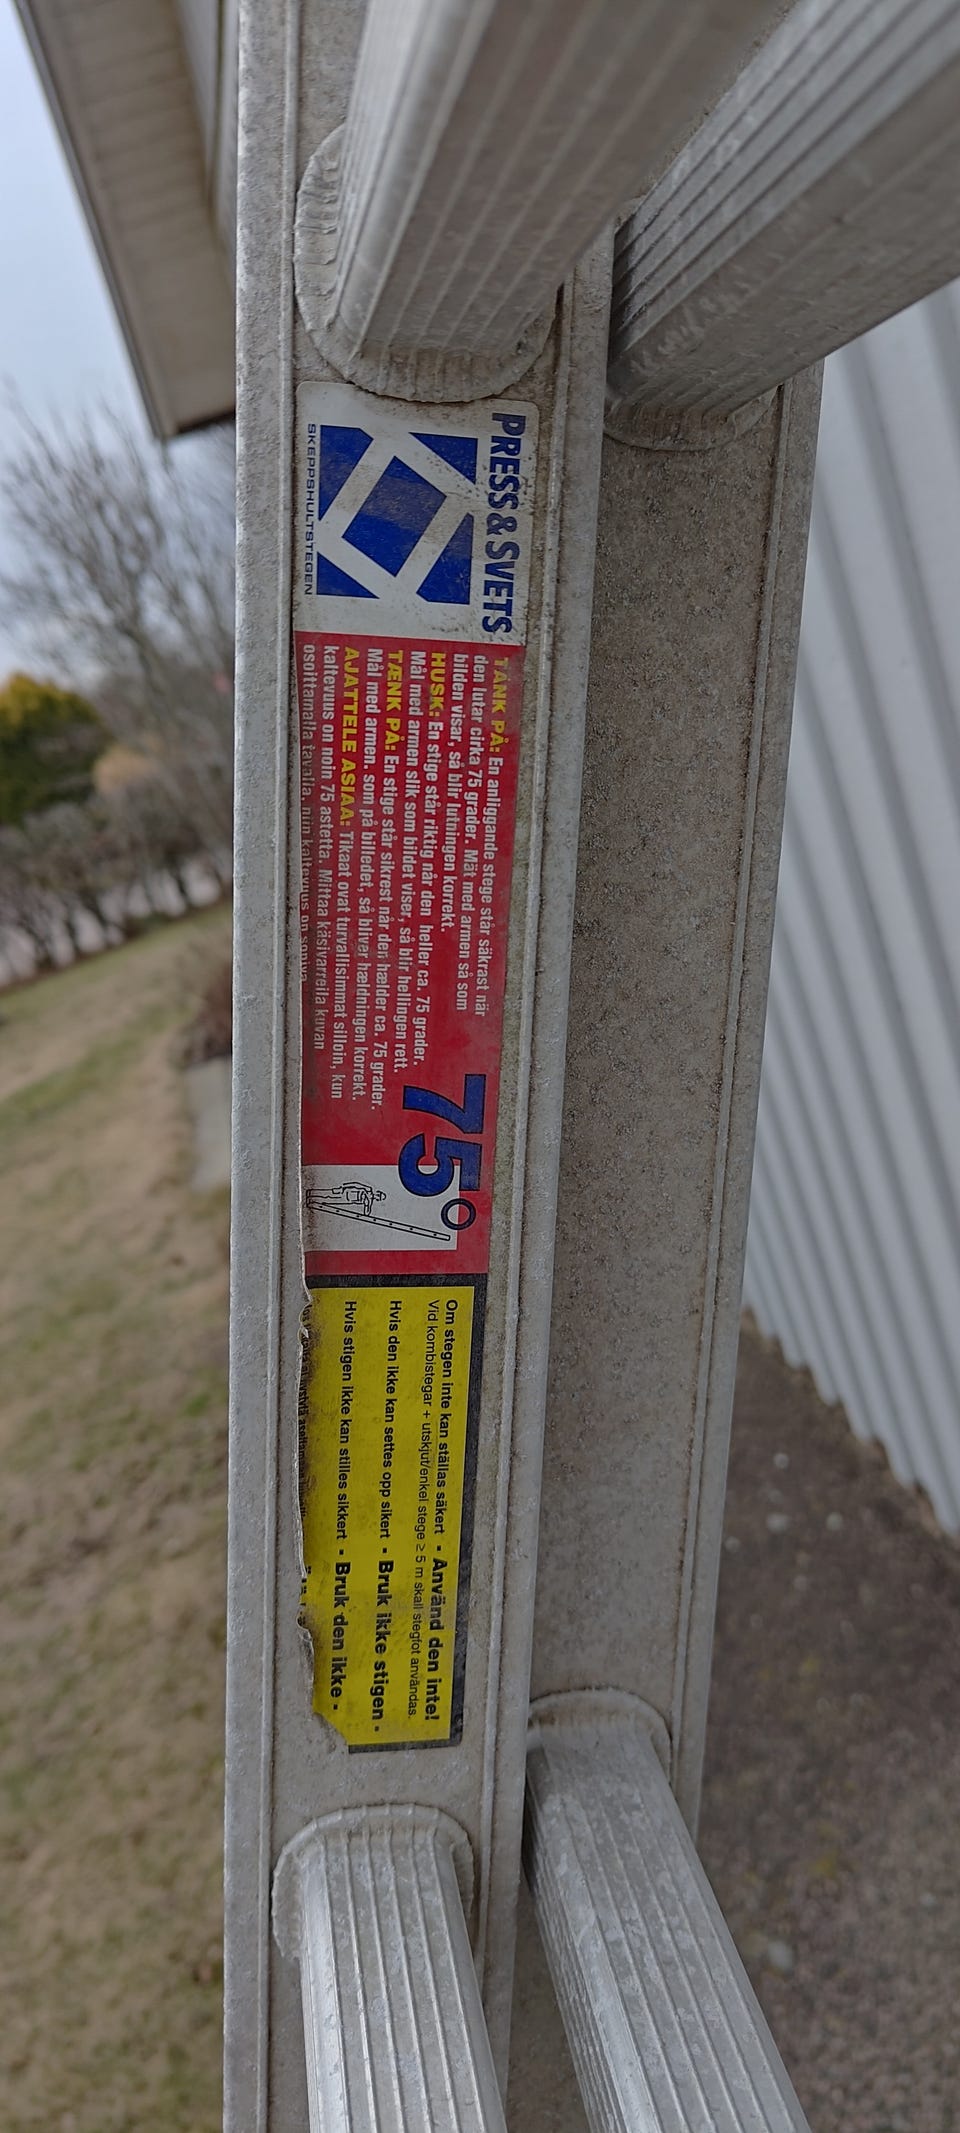 PRESS & SVETS
SKEPPSHULTSTEGEN
TÄNK PÅ: En anliggande stege står säkrast när
den lutar cirka 75 grader. Mät med armen så som
bilden visar, så blir lutningen korrekt.
HUSK: En stige står riktig når den heller ca. 75 grader.
Mål med armen slik som bildet viser, så blir hellingen rett.
TÆNK PÅ: En stige står sikrest når den hælder ca. 75 grader.
Mål med armen. som på billedet, så bliver hældningen korrekt.
AJATTELE ASIAA: Tikaat ovat turvallisimmat silloin, kun
kaltevuus on noin 75 astetta. Mittaa käsivarrella kuvan
osoittamalla tavalla, niin kaltevuus on sopiva.
75°
Om stegen inte kan ställas säkert - Använd den inte!
Vid kombistegar + utskjut/enkel stege ≥ 5 m skall stegfot användas.
Hvis den ikke kan settes opp sikert - Bruk ikke stigen -
Hvis stigen ikke kan stilles sikkert - Bruk den ikke -